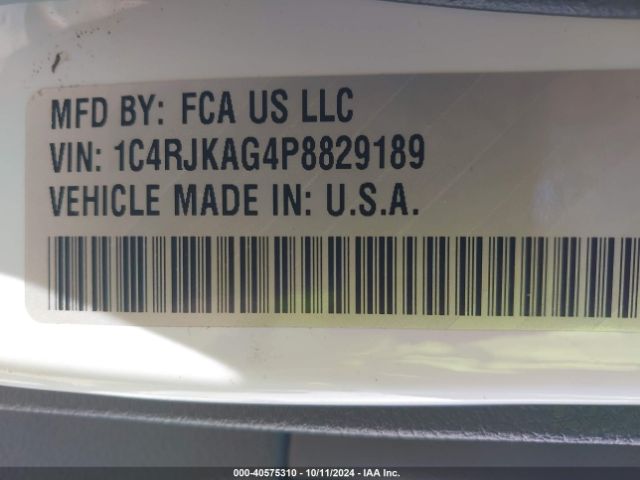 MFD BY: FCA US LLC
VIN: 1C4RJKAG4P8829189
VEHICLE MADE IN: U.S.A.
000-40575310 - 10/11/2024 - IAA Inc.